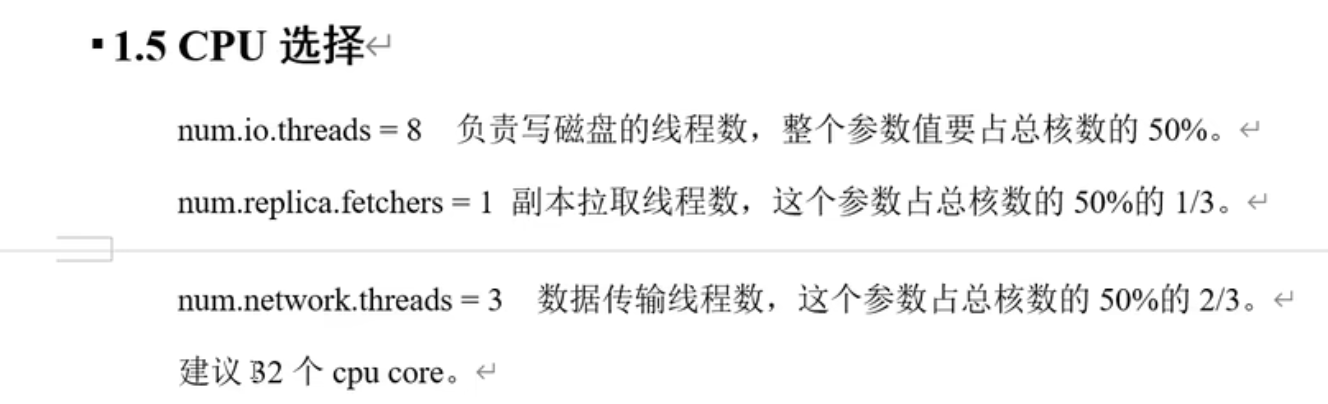 ▪ 1.5 CPU 选择↵
num.io.threads = 8 负责写磁盘的线程数，整个参数值要占总核数的 50%。↵
num.replica.fetchers = 1 副本拉取线程数，这个参数占总核数的 50%的 1/3。↵
num.network.threads = 3 数据传输线程数，这个参数占总核数的 50%的 2/3。↵
建议 32 个 cpu core。↵